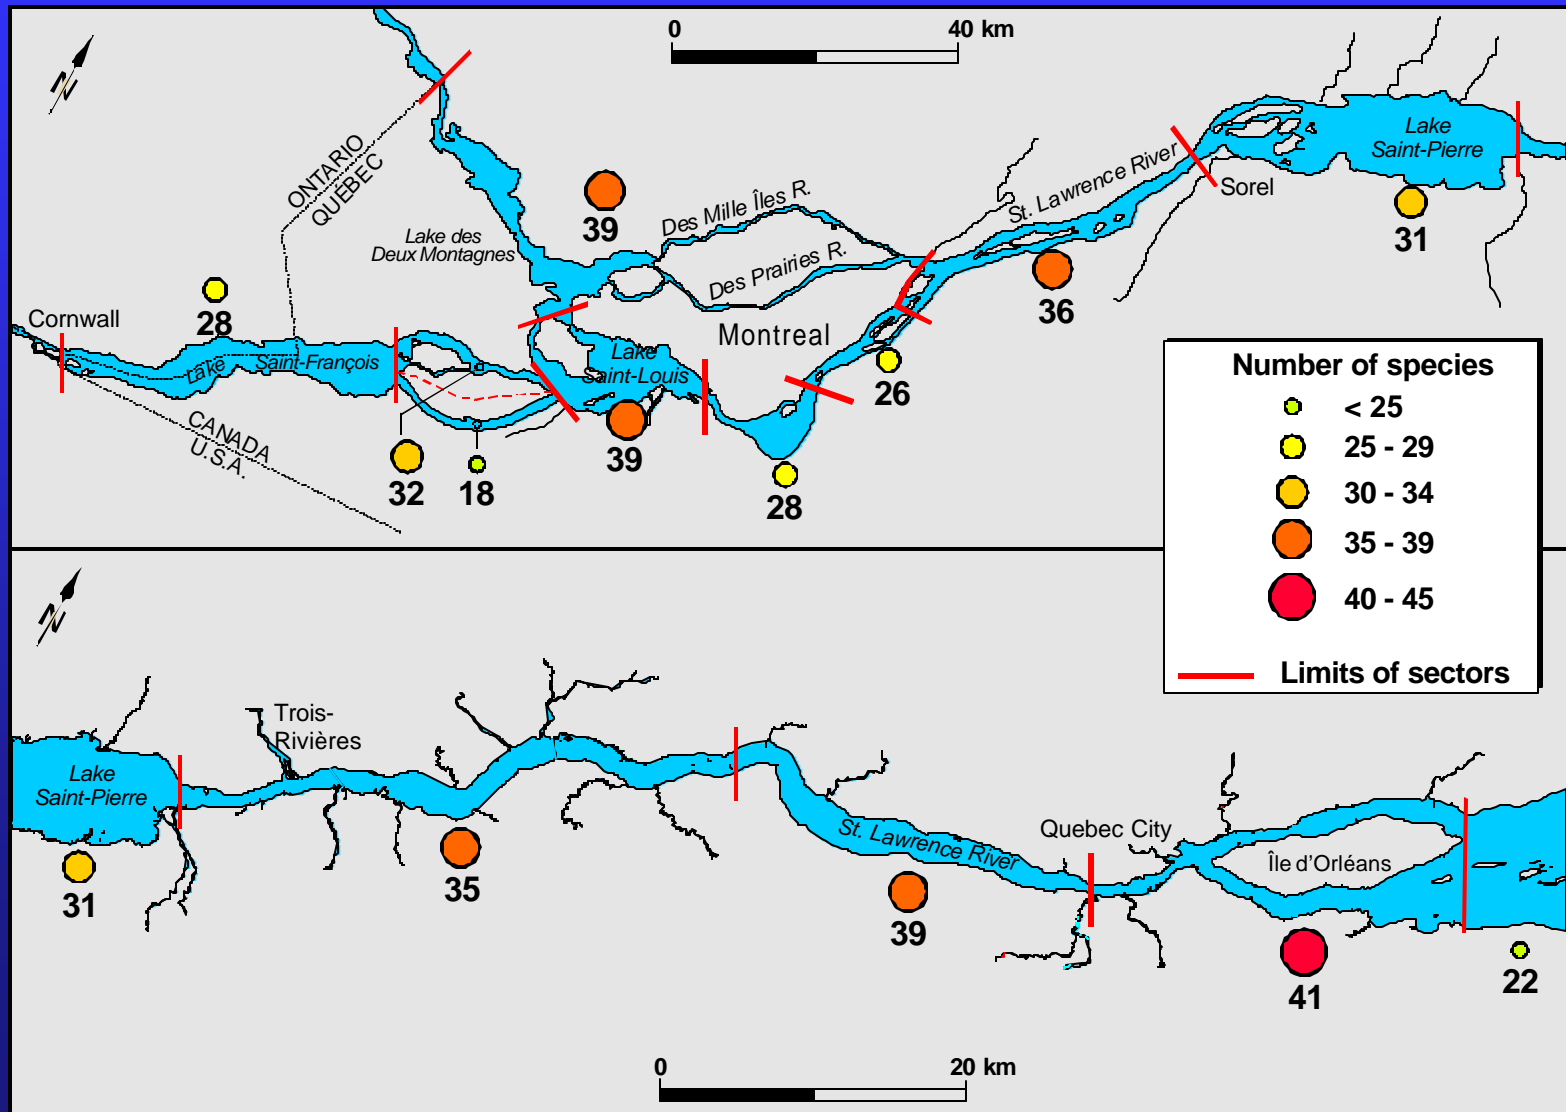 0
40 km
N
ONTARIO
QUÉBEC
Lake des
Deux Montagnes
39
Des Mille Îles R.
Des Prairies R.
St. Lawrence River
Sorel
Lake
Saint-Pierre
31
36
28
Cornwall
Lake
Saint-François
Lake
Saint-Louis
Montreal
26
CANADA
U.S.A.
32
18
39
28
Number of species
< 25
25 - 29
30 - 34
35 - 39
40 - 45
Limits of sectors
N
Trois-
Rivières
Lake
Saint-Pierre
31
35
St. Lawrence River
39
Quebec City
Île d'Orléans
41
22
0
20 km